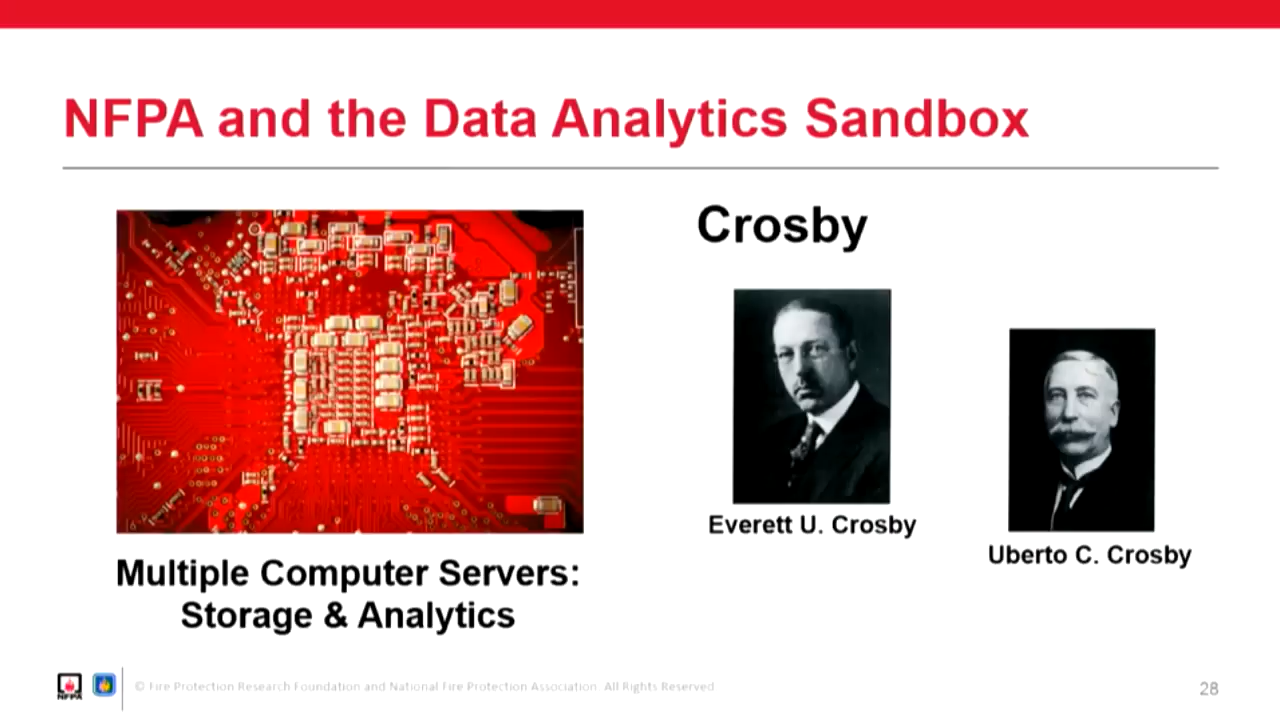 NFPA and the Data Analytics Sandbox
Crosby
Everett U. Crosby
Uberto C. Crosby
Multiple Computer Servers:
Storage & Analytics
NFPA
© Fire Protection Research Foundation and National Fire Protection Association. All Rights Reserved
28